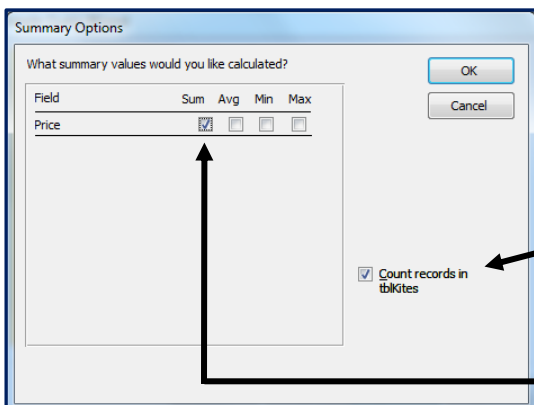 Summary Options
What summary values would you like calculated?
OK
Field Sum Avg Min Max
Cancel
Price
Count records in
tblKites